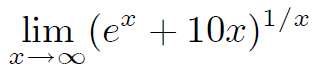 lim (e^x + 10x)^{1/x}
x→∞